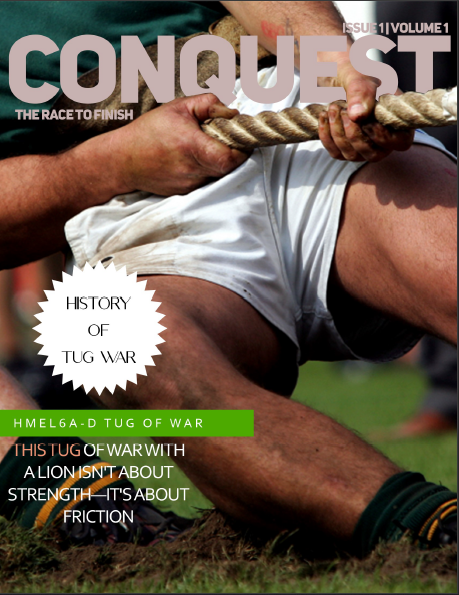 ISSUE 1 | VOLUME 1
CONQUEST
THE RACE TO FINISH
HISTORY
OF
TUG WAR
HMEL6A-D TUG OF WAR
THIS TUG OF WAR WITH
A LION ISN'T ABOUT
STRENGTH—IT'S ABOUT
FRICTION